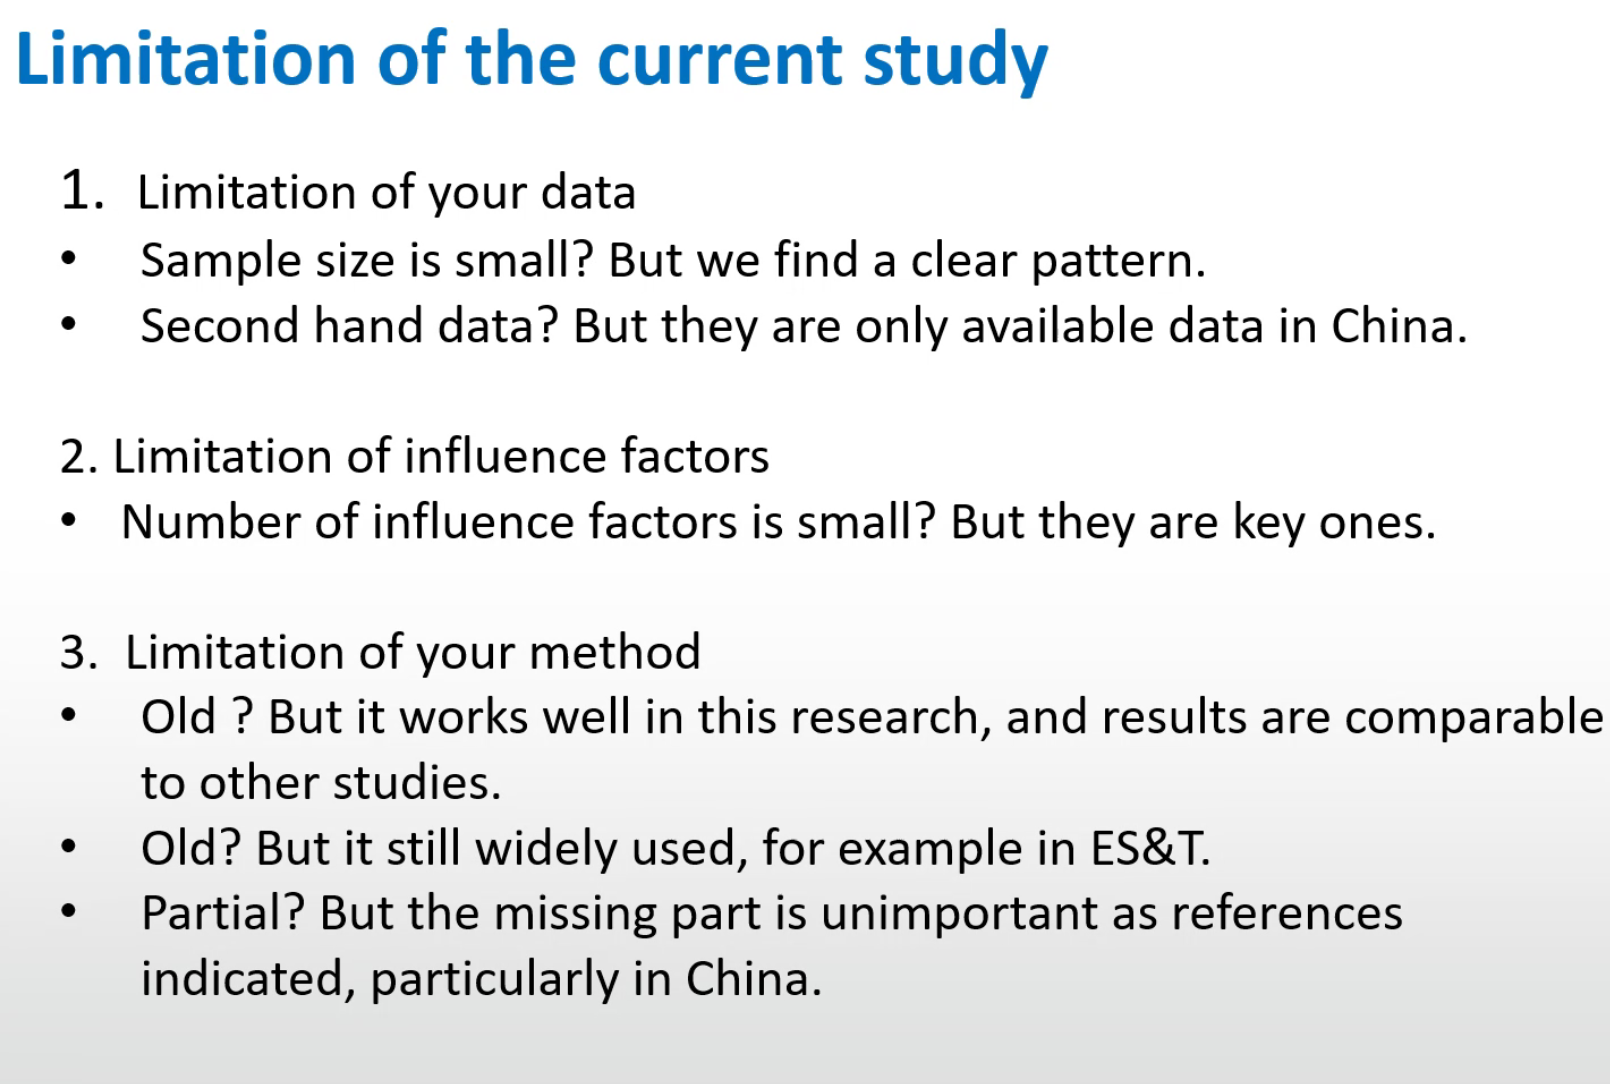 Limitation of the current study
1. Limitation of your data
• Sample size is small? But we find a clear pattern.
• Second hand data? But they are only available data in China.
2. Limitation of influence factors
• Number of influence factors is small? But they are key ones.
3. Limitation of your method
• Old ? But it works well in this research, and results are comparable
to other studies.
• Old? But it still widely used, for example in ES&T.
• Partial? But the missing part is unimportant as references
indicated, particularly in China.